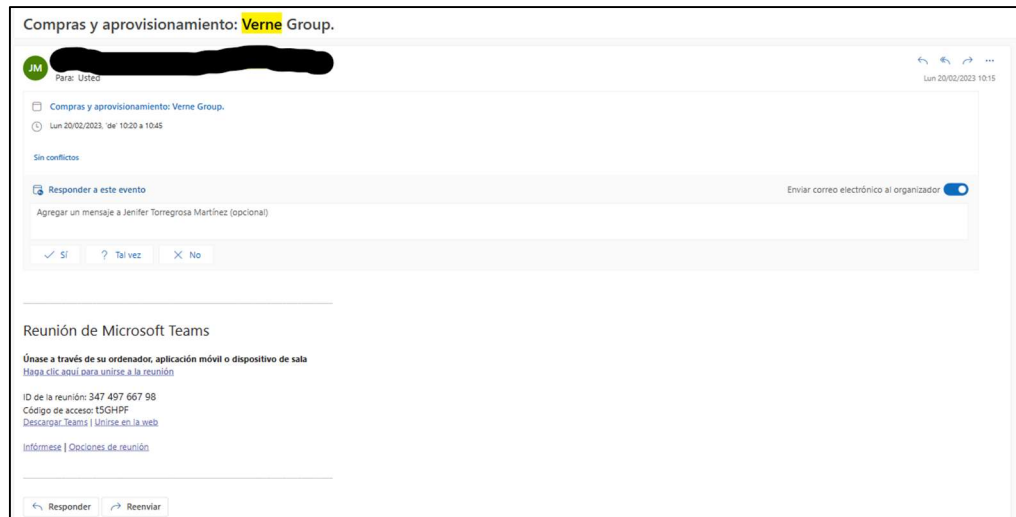 Compras y aprovisionamiento: Verne Group.
JM
Para: Usted
Lun 20/02/2023 10:15
Compras y aprovisionamiento: Verne Group.
Lun 20/02/2023, 'de' 10:20 a 10:45
Sin conflictos
Responder a este evento
Enviar correo electrónico al organizador
Agregar un mensaje a Jenifer Torregrosa Martínez (opcional)
Sí ? Tal vez No
Reunión de Microsoft Teams
Únase a través de su ordenador, aplicación móvil o dispositivo de sala
Haga clic aquí para unirse a la reunión
ID de la reunión: 347 497 667 98
Código de acceso: t5GHPF
Descargar Teams | Unirse en la web
Infórmese | Opciones de reunión
Responder Reenviar